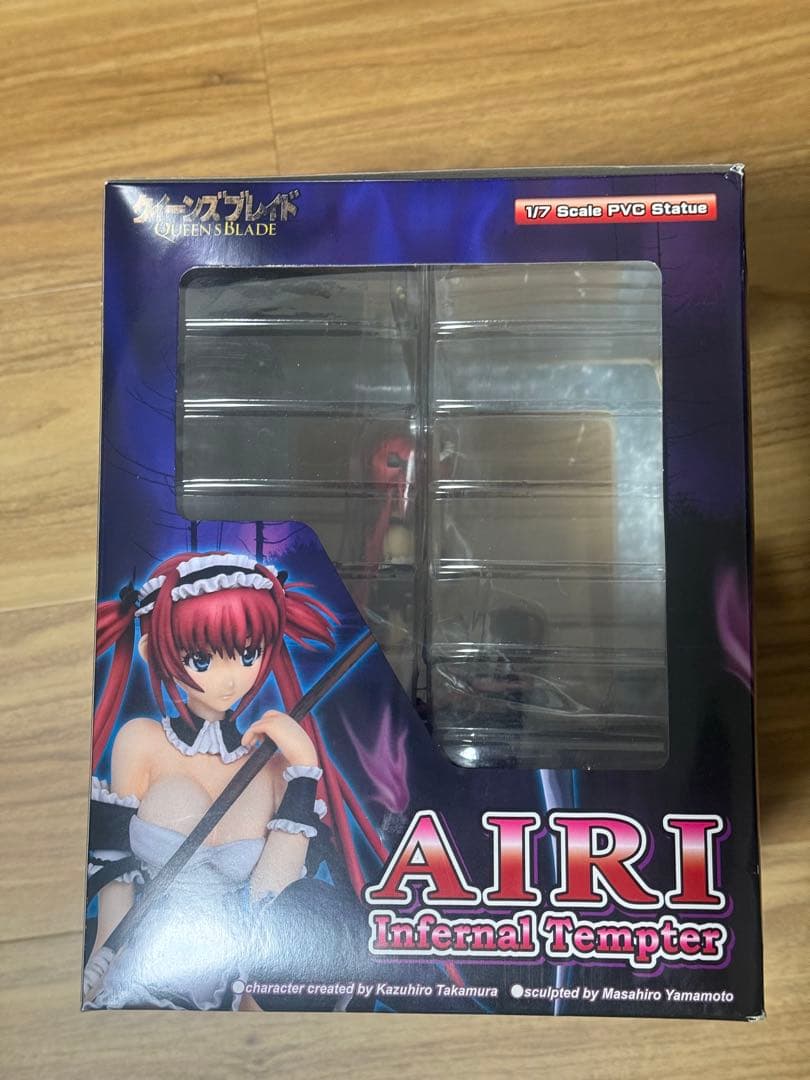 クイーンズブレイド
QUEEN'S BLADE
1/7 Scale PVC Statue
AIRI
Infernal Tempter
●character created by Kazuhiro Takamura ●sculpted by Masahiro Yamamoto